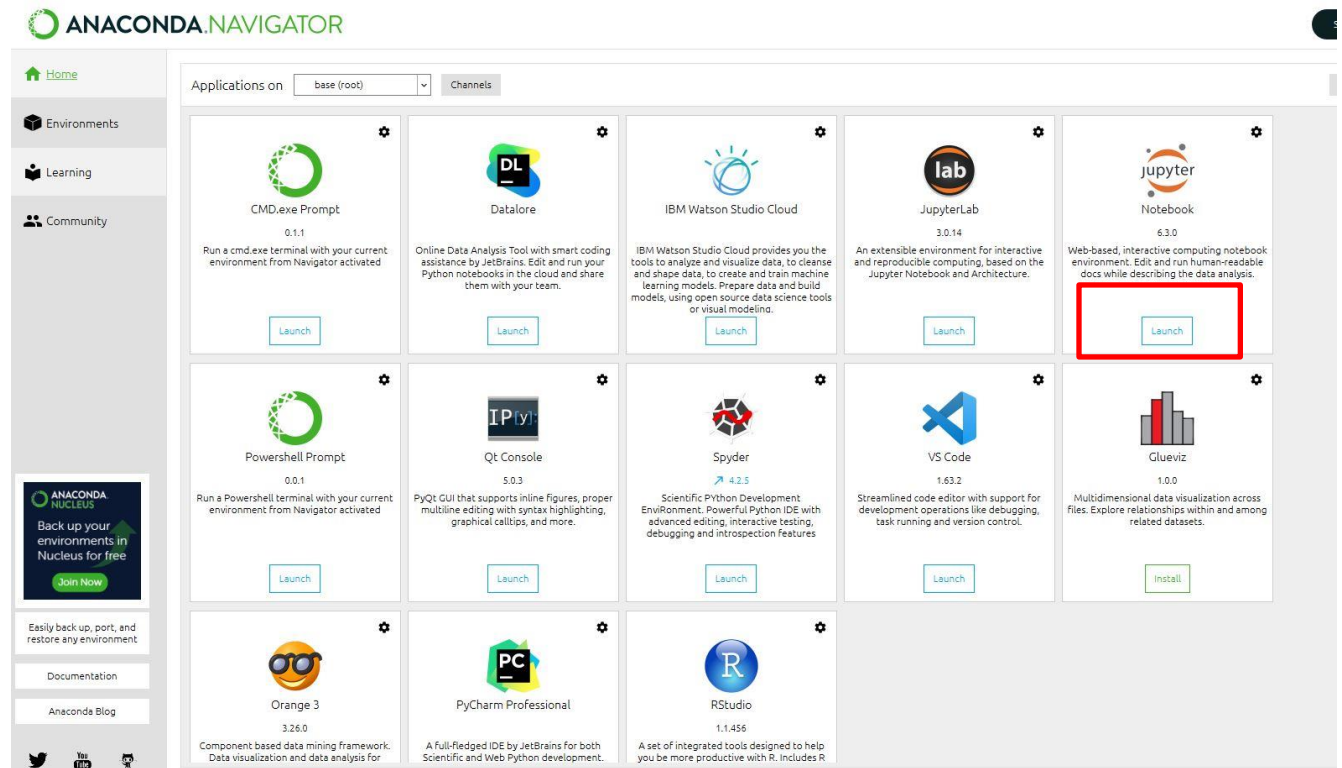 ANACONDA.NAVIGATOR
S
Home
Environments
Learning
Community
Applications on base (root) Channels
CMD.exe Prompt
0.1.1
Run a cmd.exe terminal with your current
environment from Navigator activated
Launch
DL
Datalore
Online Data Analysis Tool with smart coding
assistance by JetBrains. Edit and run your
Python notebooks in the cloud and share
them with your team.
Launch
IBM Watson Studio Cloud
IBM Watson Studio Cloud provides you the
tools to analyze and visualize data, to cleanse
and shape data, to create and train machine
learning models. Prepare data and build
models, using open source data science tools
or visual modeling.
Launch
lab
JupyterLab
3.0.14
An extensible environment for interactive
and reproducible computing, based on the
Jupyter Notebook and Architecture.
Launch
jupyter
Notebook
6.3.0
Web-based, interactive computing notebook
environment. Edit and run human-readable
docs while describing the data analysis.
Launch
Powershell Prompt
0.0.1
Run a Powershell terminal with your current
environment from Navigator activated
Launch
IP[y]:
Qt Console
5.0.3
PyQt GUI that supports inline figures, proper
multiline editing with syntax highlighting,
graphical calltips, and more.
Launch
Spyder
4.2.5
Scientific PYthon Development
EnviRonment. Powerful Python IDE with
advanced editing, interactive testing,
debugging and introspection features
Launch
VS Code
1.63.2
Streamlined code editor with support for
development operations like debugging,
task running and version control.
Launch
Glueviz
1.0.0
Multidimensional data visualization across
files. Explore relationships within and among
related datasets.
Install
Orange 3
3.26.0
Component based data mining framework.
Data visualization and data analysis for
PC
PyCharm Professional
A full-fledged IDE by JetBrains for both
Scientific and Web Python development.
R
RStudio
1.1.456
A set of integrated tools designed to help
you be more productive with R. Includes R
ANACONDA.
NUCLEUS
Back up your
environments in
Nucleus for free
Join Now
Easily back up, port, and
restore any environment
Documentation
Anaconda Blog
You
Tube